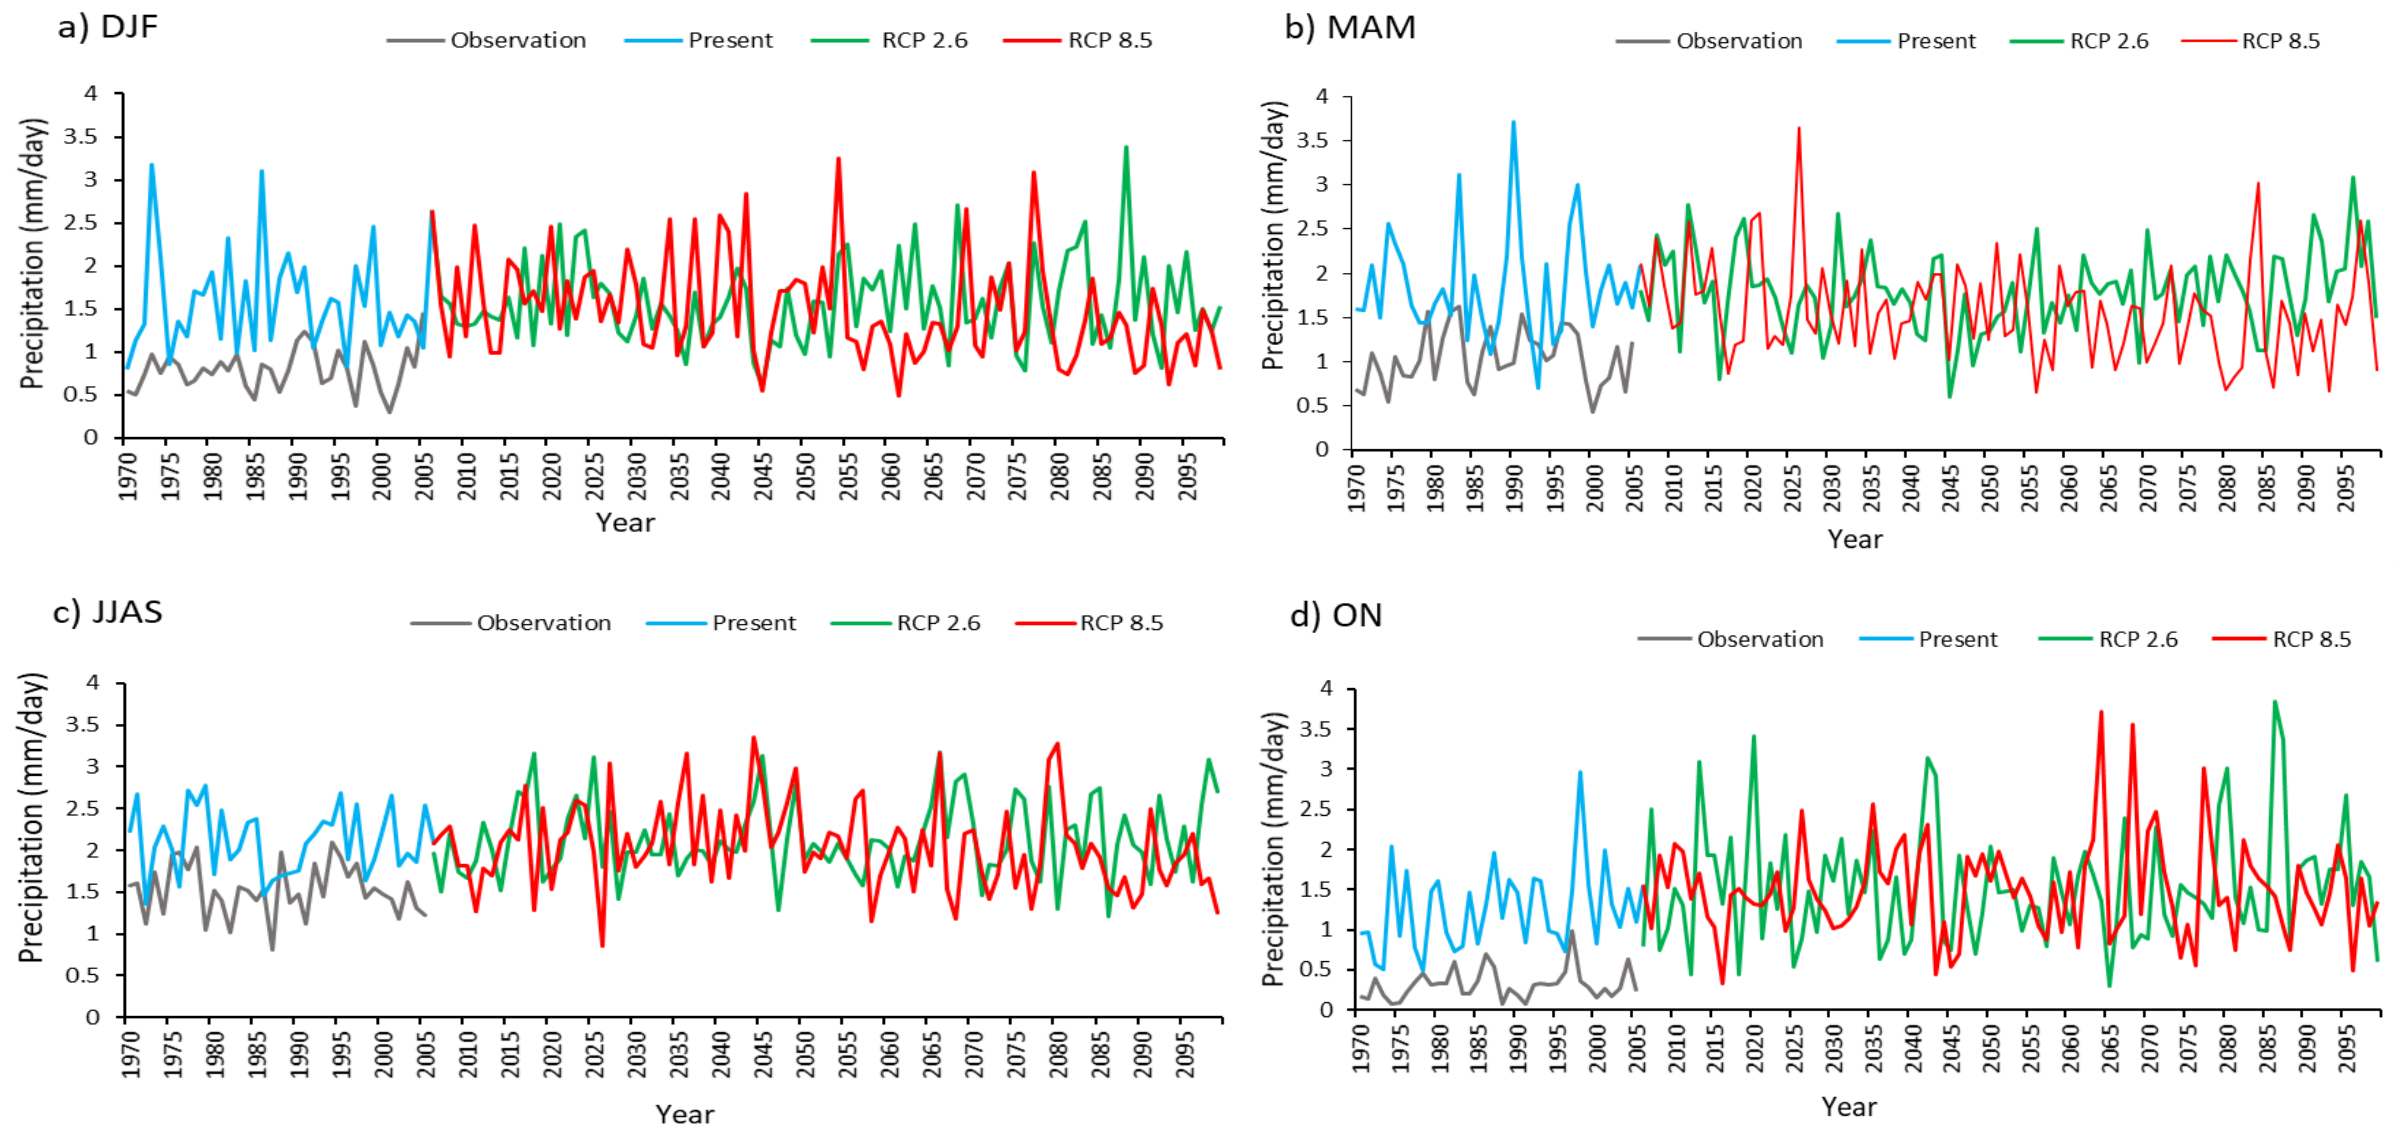 a) DJF
Observation Present RCP 2.6 RCP 8.5
Precipitation (mm/day)
4
3.5
3
2.5
2
1.5
1
0.5
0
1970 1975 1980 1985 1990 1995 2000 2005 2010 2015 2020 2025 2030 2035 2040 2045 2050 2055 2060 2065 2070 2075 2080 2085 2090 2095
Year
b) MAM
Observation Present RCP 2.6 RCP 8.5
Precipitation (mm/day)
4
3.5
3
2.5
2
1.5
1
0.5
0
1970 1975 1980 1985 1990 1995 2000 2005 2010 2015 2020 2025 2030 2035 2040 2045 2050 2055 2060 2065 2070 2075 2080 2085 2090 2095
Year
c) JJAS
Observation Present RCP 2.6 RCP 8.5
Precipitation (mm/day)
4
3.5
3
2.5
2
1.5
1
0.5
0
1970 1975 1980 1985 1990 1995 2000 2005 2010 2015 2020 2025 2030 2035 2040 2045 2050 2055 2060 2065 2070 2075 2080 2085 2090 2095
Year
d) ON
Observation Present RCP 2.6 RCP 8.5
Precipitation (mm/day)
4
3.5
3
2.5
2
1.5
1
0.5
0
1970 1975 1980 1985 1990 1995 2000 2005 2010 2015 2020 2025 2030 2035 2040 2045 2050 2055 2060 2065 2070 2075 2080 2085 2090 2095
Year